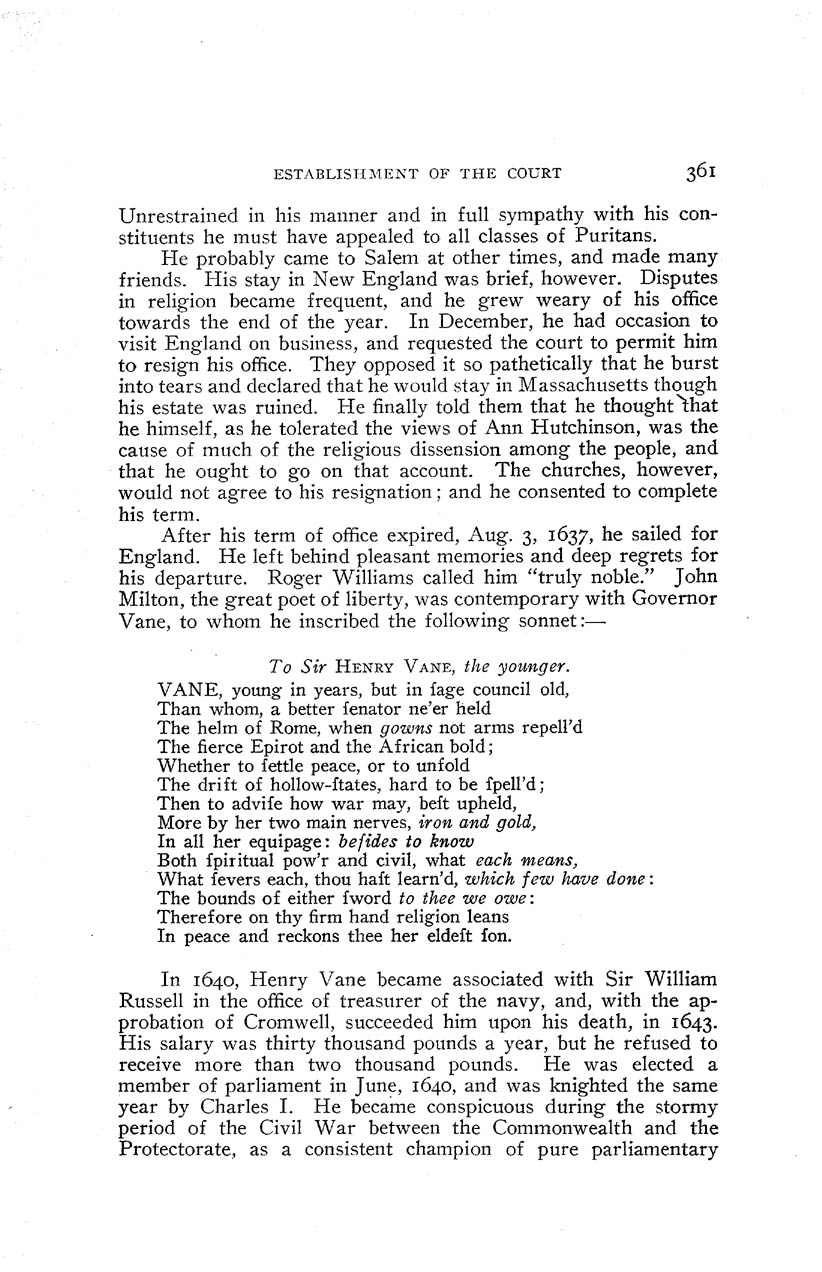 ESTABLISHMENT OF THE COURT 361
Unrestrained in his manner and in full sympathy with his con-
stituents he must have appealed to all classes of Puritans.
He probably came to Salem at other times, and made many
friends. His stay in New England was brief, however. Disputes
in religion became frequent, and he grew weary of his office
towards the end of the year. In December, he had occasion to
visit England on business, and requested the court to permit him
to resign his office. They opposed it so pathetically that he burst
into tears and declared that he would stay in Massachusetts though
his estate was ruined. He finally told them that he thought that
he himself, as he tolerated the views of Ann Hutchinson, was the
cause of much of the religious dissension among the people, and
that he ought to go on that account. The churches, however,
would not agree to his resignation; and he consented to complete
his term.
After his term of office expired, Aug. 3, 1637, he sailed for
England. He left behind pleasant memories and deep regrets for
his departure. Roger Williams called him "truly noble." John
Milton, the great poet of liberty, was contemporary with Governor
Vane, to whom he inscribed the following sonnet:—
To Sir HENRY VANE, the younger.
VANE, young in years, but in ſage council old,
Than whom, a better ſenator ne'er held
The helm of Rome, when gowns not arms repell'd
The fierce Epirot and the African bold;
Whether to ſettle peace, or to unfold
The drift of hollow-ſtates, hard to be ſpell'd;
Then to adviſe how war may, beſt upheld,
More by her two main nerves, iron and gold,
In all her equipage: beſides to know
Both ſpiritual pow'r and civil, what each means,
What ſevers each, thou haſt learn'd, which few have done:
The bounds of either ſword to thee we owe:
Therefore on thy firm hand religion leans
In peace and reckons thee her eldeſt ſon.
In 1640, Henry Vane became associated with Sir William
Russell in the office of treasurer of the navy, and, with the ap-
probation of Cromwell, succeeded him upon his death, in 1643.
His salary was thirty thousand pounds a year, but he refused to
receive more than two thousand pounds. He was elected a
member of parliament in June, 1640, and was knighted the same
year by Charles I. He became conspicuous during the stormy
period of the Civil War between the Commonwealth and the
Protectorate, as a consistent champion of pure parliamentary